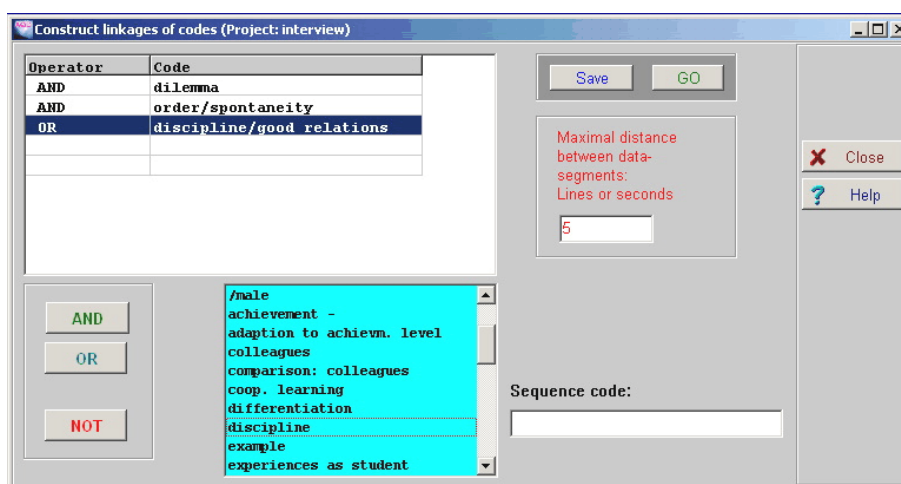 Construct linkages of codes (Project: interview)
Operator Code
AND dilemma
AND order/spontaneity
OR discipline/good relations
Save GO
Maximal distance
between data-
segments:
Lines or seconds
5
Close
Help
AND
OR
NOT
/male
achievement -
adaption to achievm. level
colleagues
comparison: colleagues
coop. learning
differentiation
discipline
example
experiences as student
Sequence code: